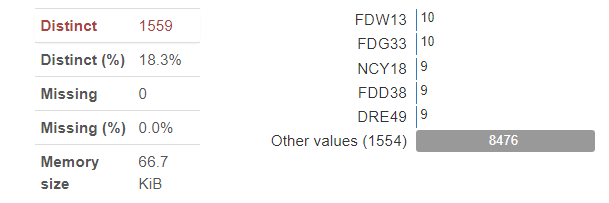 Distinct 1559
Distinct (%) 18.3%
Missing 0
Missing (%) 0.0%
Memory size 66.7 KiB
FDW13 10
FDG33 10
NCY18 9
FDD38 9
DRE49 9
Other values (1554) 8476